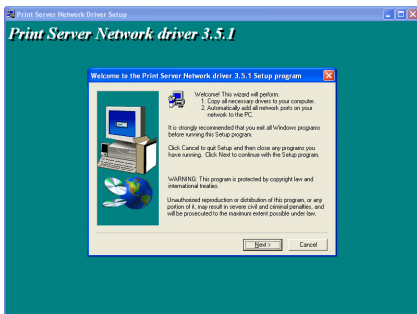 Print Server Network Driver Setup
Print Server Network driver 3.5.1
Welcome to the Print Server Network driver 3.5.1 Setup program
Welcome! This wizard will perform:
1. Copy all necessary drivers to your computer.
2. Automatically add all network ports on your
network to the PC.
It is strongly recommended that you exit all Windows programs
before running this Setup program.
Click Cancel to quit Setup and then close any programs you
have running. Click Next to continue with the Setup program.
WARNING: This program is protected by copyright law and
international treaties.
Unauthorized reproduction or distribution of this program, or any
portion of it, may result in severe civil and criminal penalties, and
will be prosecuted to the maximum extent possible under law.
Next >
Cancel